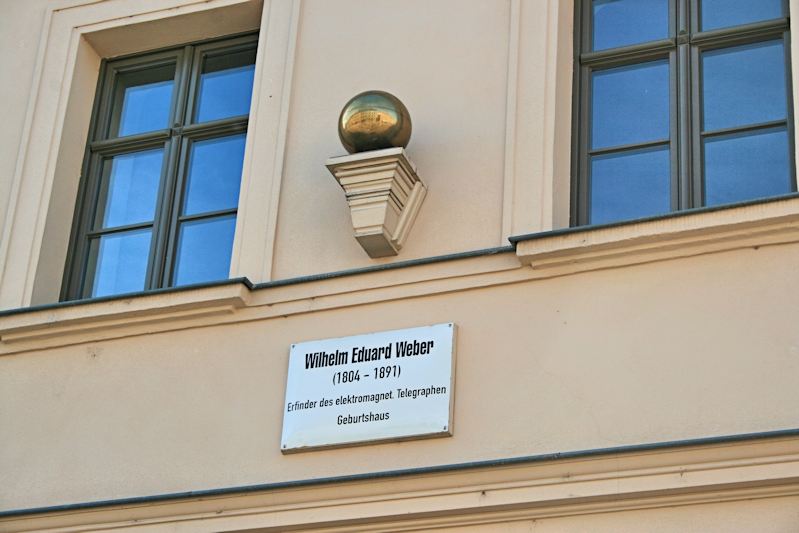 Wilhelm Eduard Weber
(1804 - 1891)
Erfinder des elektromagnet. Telegraphen
Geburtshaus